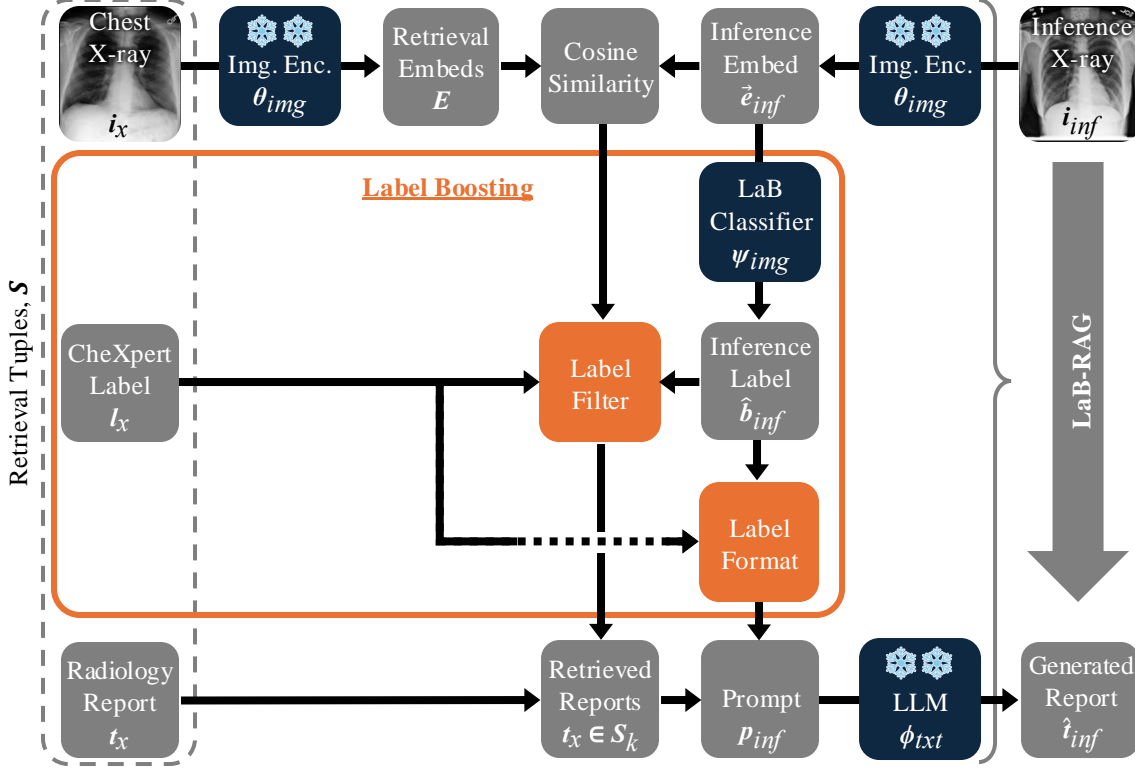 Chest
X-ray
i_x
Img. Enc.
θ_img
Retrieval
Embeds
E
Cosine
Similarity
Inference
Embed
e⃗_inf
Img. Enc.
θ_img
Inference
X-ray
i_inf
Label Boosting
LaB
Classifier
ψ_img
Retrieval Tuples, S
CheXpert
Label
l_x
Label
Filter
Inference
Label
b̂_inf
LaB-RAG
Label
Format
Radiology
Report
t_x
Retrieved
Reports
t_x ∈ S_k
Prompt
p_inf
LLM
ϕ_txt
Generated
Report
t̂_inf